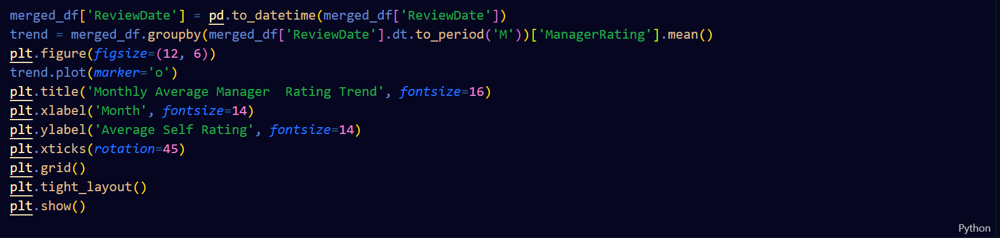 merged_df['ReviewDate'] = pd.to_datetime(merged_df['ReviewDate'])
trend = merged_df.groupby(merged_df['ReviewDate'].dt.to_period('M'))['ManagerRating'].mean()
plt.figure(figsize=(12, 6))
trend.plot(marker='o')
plt.title('Monthly Average Manager  Rating Trend', fontsize=16)
plt.xlabel('Month', fontsize=14)
plt.ylabel('Average Self Rating', fontsize=14)
plt.xticks(rotation=45)
plt.grid()
plt.tight_layout()
plt.show()
Python